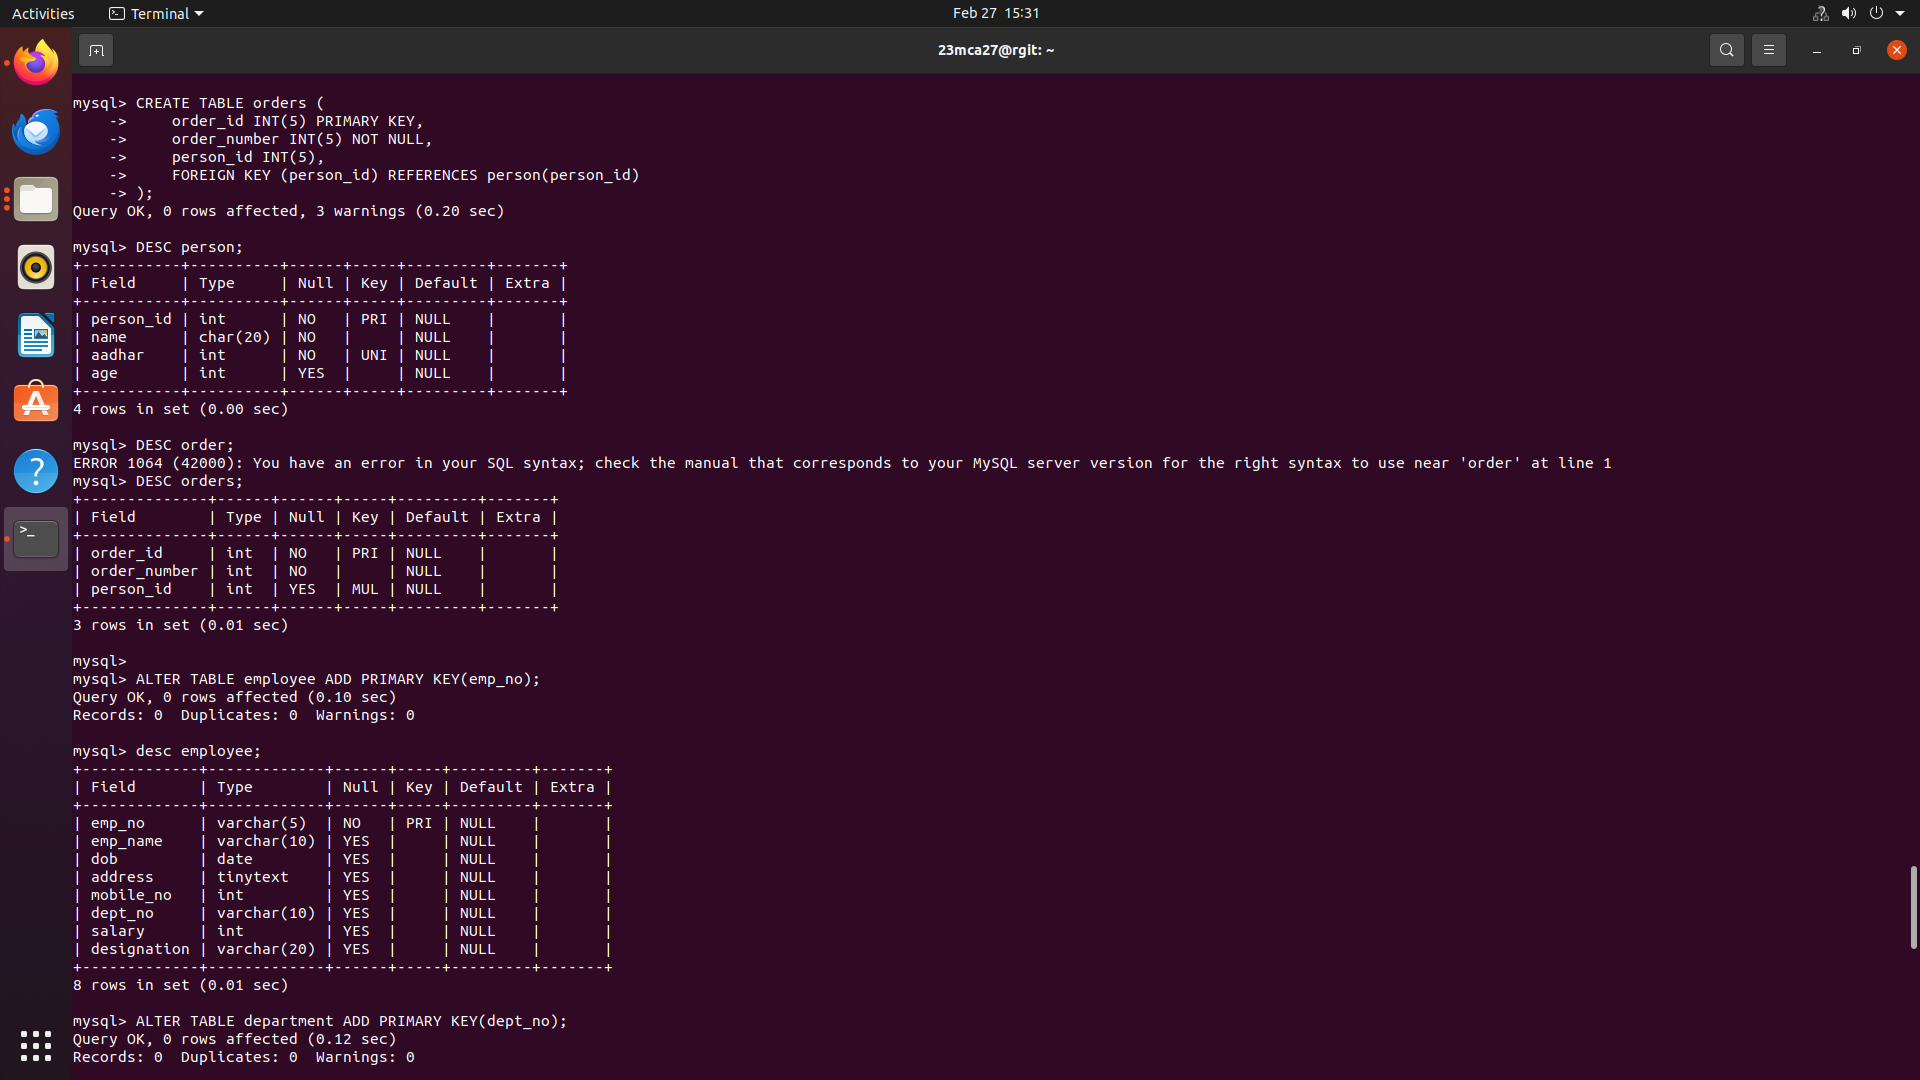 Activities Terminal Feb 27 15:31
23mca27@rgit: ~
mysql> CREATE TABLE orders (
    ->     order_id INT(5) PRIMARY KEY,
    ->     order_number INT(5) NOT NULL,
    ->     person_id INT(5),
    ->     FOREIGN KEY (person_id) REFERENCES person(person_id)
    -> );
Query OK, 0 rows affected, 3 warnings (0.20 sec)

mysql> DESC person;
+-----------+----------+------+-----+---------+-------+
| Field     | Type     | Null | Key | Default | Extra |
+-----------+----------+------+-----+---------+-------+
| person_id | int      | NO   | PRI | NULL    |       |
| name      | char(20) | NO   |     | NULL    |       |
| aadhar    | int      | NO   | UNI | NULL    |       |
| age       | int      | YES  |     | NULL    |       |
+-----------+----------+------+-----+---------+-------+
4 rows in set (0.00 sec)

mysql> DESC order;
ERROR 1064 (42000): You have an error in your SQL syntax; check the manual that corresponds to your MySQL server version for the right syntax to use near 'order' at line 1
mysql> DESC orders;
+--------------+------+------+-----+---------+-------+
| Field        | Type | Null | Key | Default | Extra |
+--------------+------+------+-----+---------+-------+
| order_id     | int  | NO   | PRI | NULL    |       |
| order_number | int  | NO   |     | NULL    |       |
| person_id    | int  | YES  | MUL | NULL    |       |
+--------------+------+------+-----+---------+-------+
3 rows in set (0.01 sec)

mysql>
mysql> ALTER TABLE employee ADD PRIMARY KEY(emp_no);
Query OK, 0 rows affected (0.10 sec)
Records: 0  Duplicates: 0  Warnings: 0

mysql> desc employee;
+-------------+-------------+------+-----+---------+-------+
| Field       | Type        | Null | Key | Default | Extra |
+-------------+-------------+------+-----+---------+-------+
| emp_no      | varchar(5)  | NO   | PRI | NULL    |       |
| emp_name    | varchar(10) | YES  |     | NULL    |       |
| dob         | date        | YES  |     | NULL    |       |
| address     | tinytext    | YES  |     | NULL    |       |
| mobile_no   | int         | YES  |     | NULL    |       |
| dept_no     | varchar(10) | YES  |     | NULL    |       |
| salary      | int         | YES  |     | NULL    |       |
| designation | varchar(20) | YES  |     | NULL    |       |
+-------------+-------------+------+-----+---------+-------+
8 rows in set (0.01 sec)

mysql> ALTER TABLE department ADD PRIMARY KEY(dept_no);
Query OK, 0 rows affected (0.12 sec)
Records: 0  Duplicates: 0  Warnings: 0